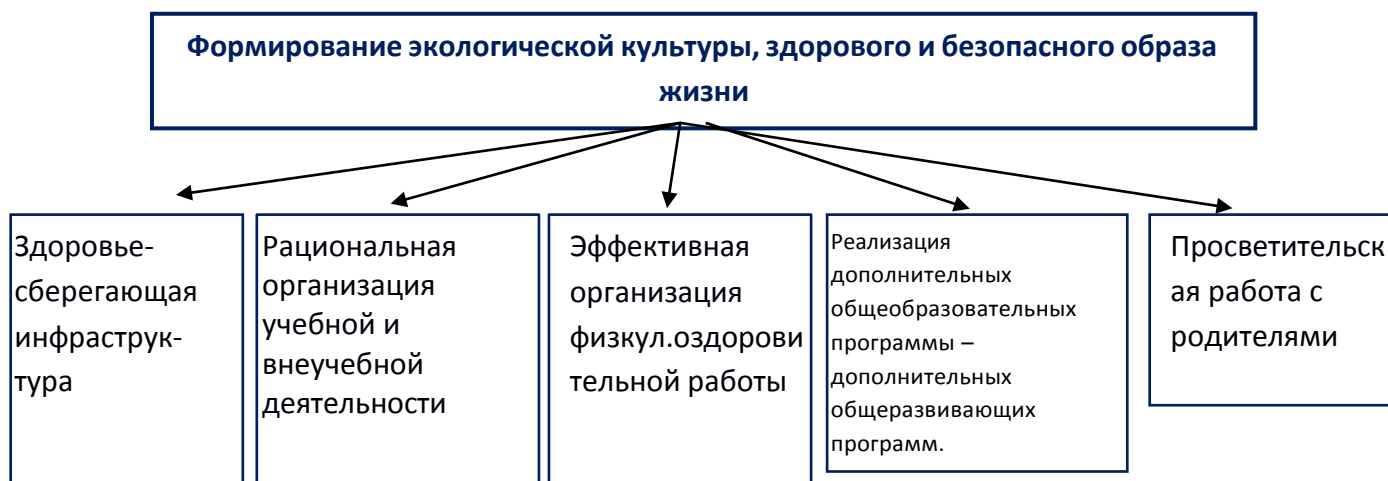 Формирование экологической культуры, здорового и безопасного образа
жизни
Здоровье-
сберегающая
инфраструк-
тура
Рациональная
организация
учебной и
внеучебной
деятельности
Эффективная
организация
физкул.оздорови
тельной работы
Реализация
дополнительных
общеобразовательных
программы –
дополнительных
общеразвивающих
программ.
Просветительск
ая работа с
родителями